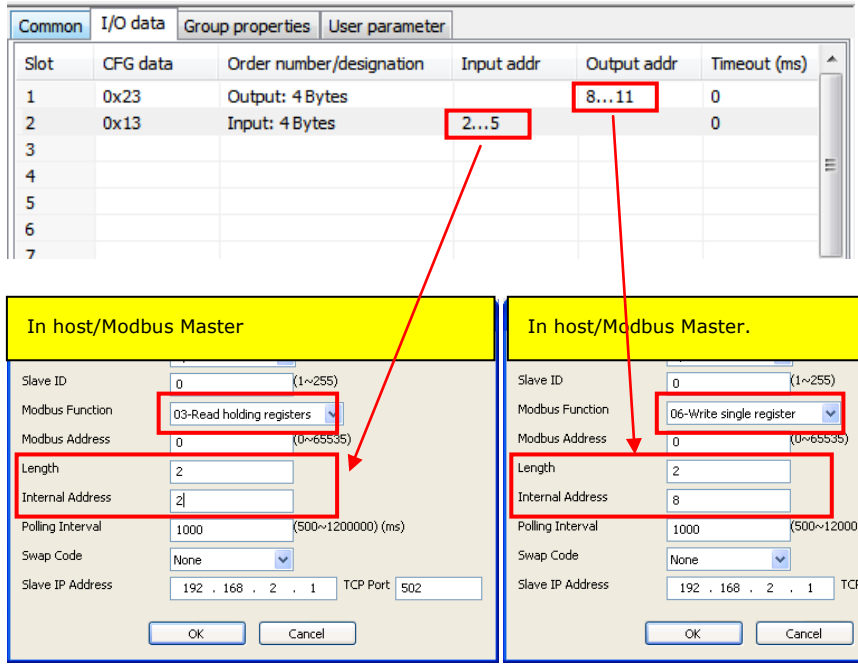 Common I/O data Group properties User parameter
Slot CFG data Order number/designation Input addr Output addr Timeout (ms)
1 0x23 Output: 4 Bytes 8...11 0
2 0x13 Input: 4 Bytes 2...5 0
3
4
5
6
7
In host/Modbus Master
Slave ID 0 (1~255)
Modbus Function 03-Read holding registers
Modbus Address 0 (0~65535)
Length 2
Internal Address 2
Polling Interval 1000 (500~1200000) (ms)
Swap Code None
Slave IP Address 192 . 168 . 2 . 1 TCP Port 502
OK Cancel
In host/Modbus Master.
Slave ID 0 (1~255)
Modbus Function 06-Write single register
Modbus Address 0 (0~65535)
Length 2
Internal Address 8
Polling Interval 1000 (500~12000
Swap Code None
Slave IP Address 192 . 168 . 2 . 1 TCP
OK Cancel